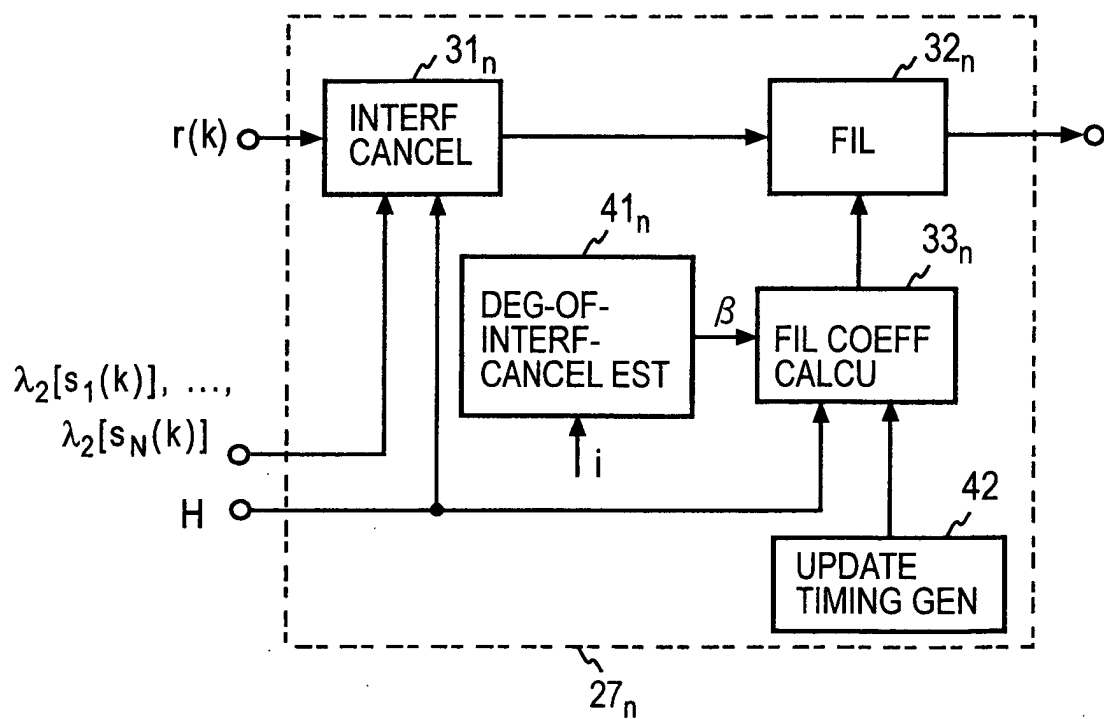 31n
32n
INTERF
CANCEL
FIL
r(k)
41n
33n
DEG-OF-
INTERF-
CANCEL EST
β
FIL COEFF
CALCU
λ2[s1(k)], ...,
λ2[sN(k)]
i
H
42
UPDATE
TIMING GEN
27n